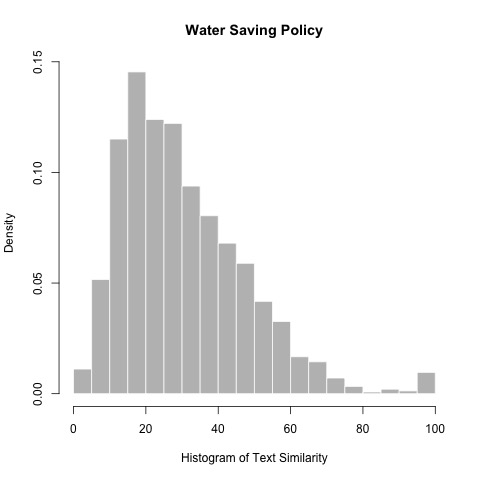 Water Saving Policy
0.15
0.10
0.05
0.00
Density
0 20 40 60 80 100
Histogram of Text Similarity